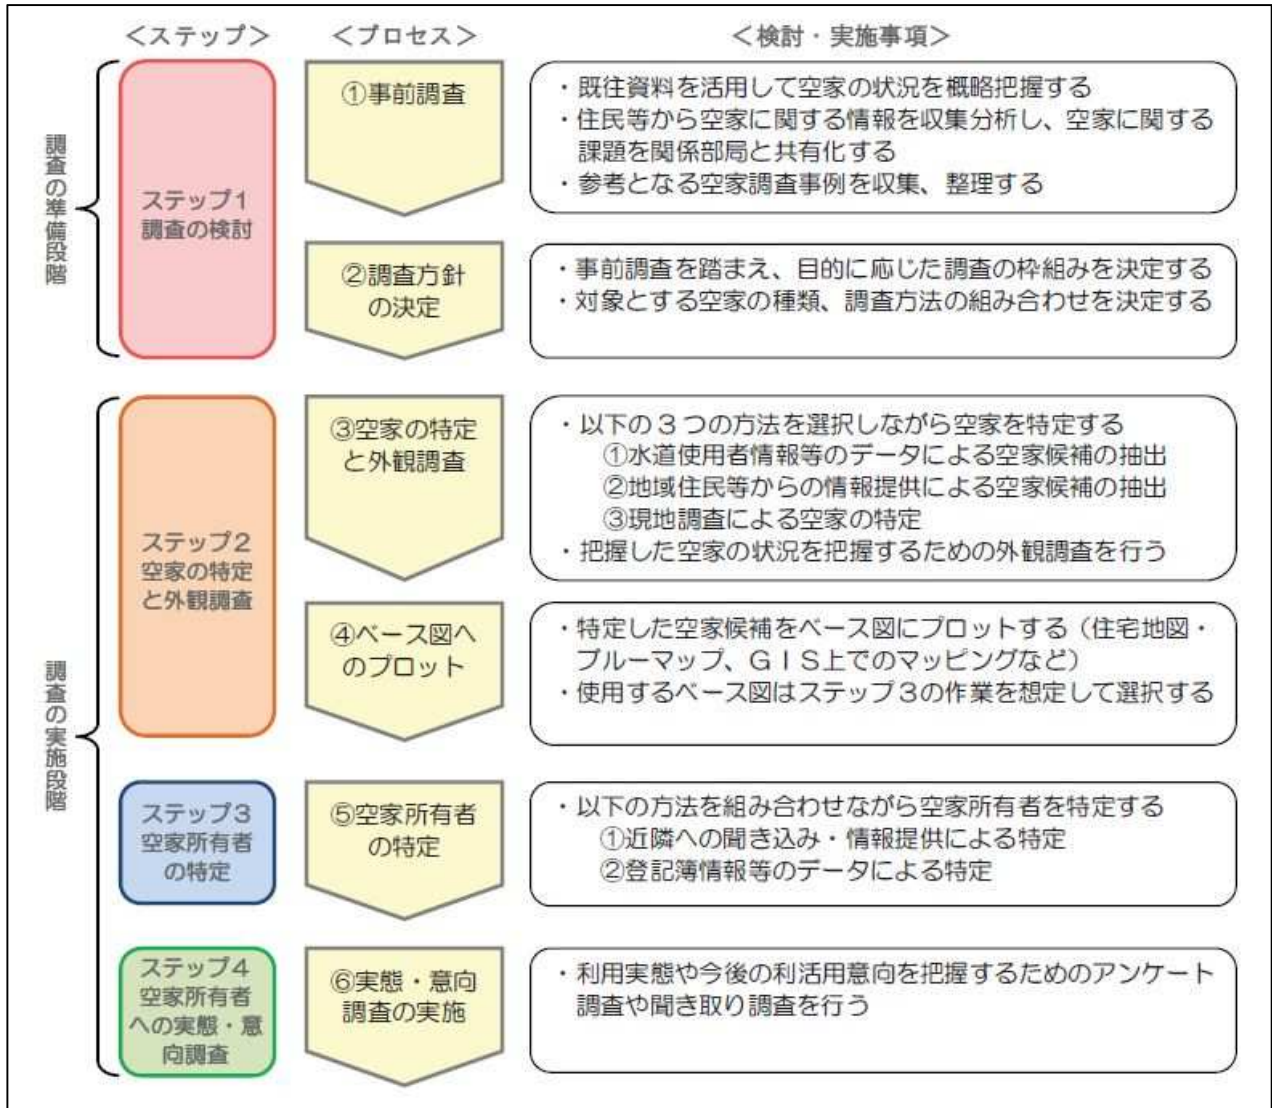 ＜ステップ＞
＜プロセス＞
＜検討・実施事項＞
調査の準備段階
ステップ１
調査の検討
①事前調査
・既往資料を活用して空家の状況を概略把握する
・住民等から空家に関する情報を収集分析し、空家に関する
課題を関係部局と共有化する
・参考となる空家調査事例を収集、整理する
②調査方針
の決定
・事前調査を踏まえ、目的に応じた調査の枠組みを決定する
・対象とする空家の種類、調査方法の組み合わせを決定する
調査の実施段階
ステップ２
空家の特定
と外観調査
③空家の特定
と外観調査
・以下の３つの方法を選択しながら空家を特定する
①水道使用者情報等のデータによる空家候補の抽出
②地域住民等からの情報提供による空家候補の抽出
③現地調査による空家の特定
・把握した空家の状況を把握するための外観調査を行う
④ベース図へ
のプロット
・特定した空家候補をベース図にプロットする（住宅地図・
ブルーマップ、ＧＩＳ上でのマッピングなど）
・使用するベース図はステップ３の作業を想定して選択する
ステップ３
空家所有者
の特定
⑤空家所有者
の特定
・以下の方法を組み合わせながら空家所有者を特定する
①近隣への聞き込み・情報提供による特定
②登記簿情報等のデータによる特定
ステップ４
空家所有者
への実態・意
向調査
⑥実態・意向
調査の実施
・利用実態や今後の利活用意向を把握するためのアンケート
調査や聞き取り調査を行う